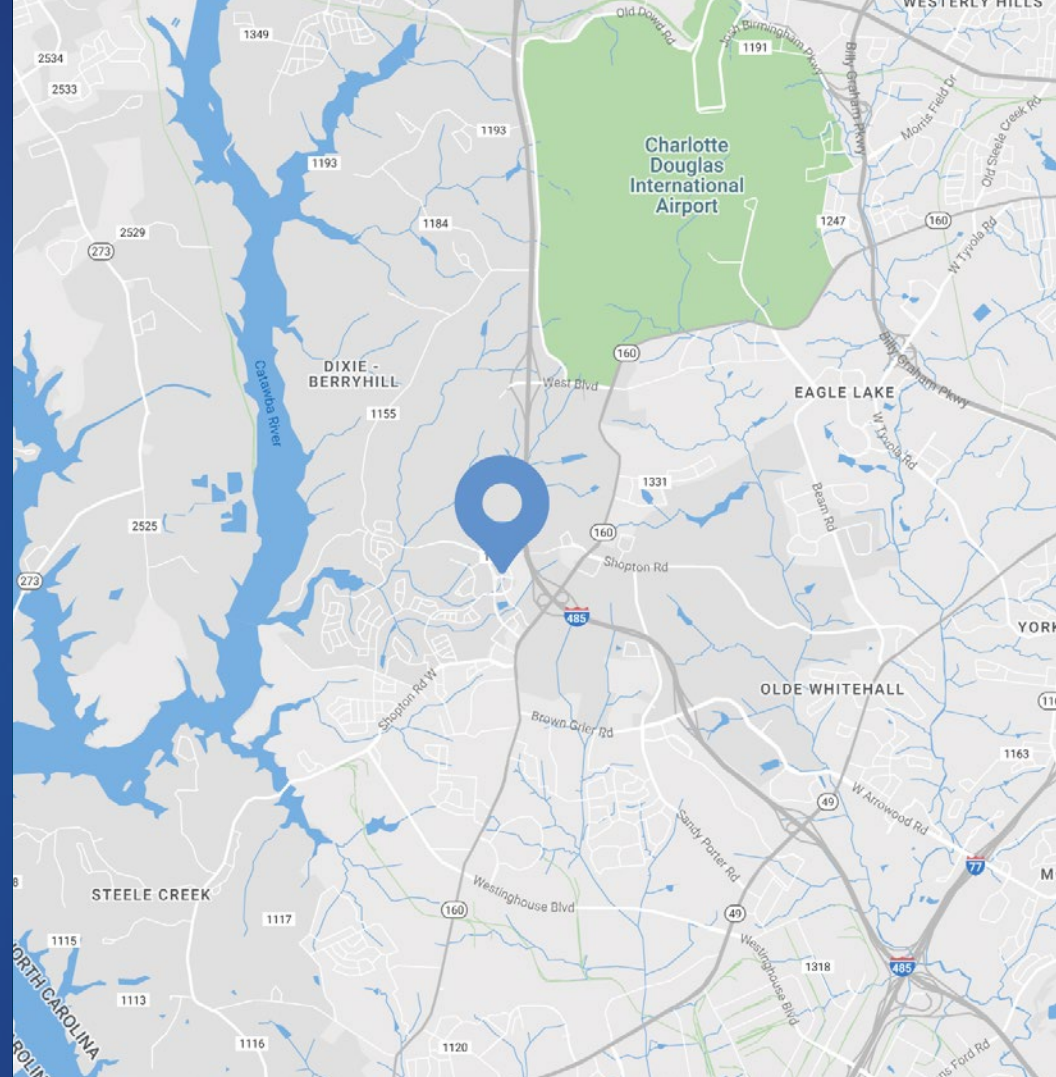 WESTERLY HILLS
Old Dowd Rd
Josh Birmingham Pkwy
1349
1191
2534
2533
Billy Graham Pkwy
Morris Field Dr
Old Steele Creek Rd
1193
1193
Charlotte
Douglas
International
Airport
1184
1247
160
2529
273
W Tyvola Rd
160
Billy Graham Pkwy
DIXIE -
BERRYHILL
West Blvd
EAGLE LAKE
Catawba River
1155
W Tyvola Rd
1331
Beam Rd
2525
160
273
Shopton Rd
485
YORK
OLDE WHITEHALL
Shopton Rd W
Brown Grier Rd
1163
49
W Arrowood Rd
Sandy Porter Rd
77
STEELE CREEK
Westinghouse Blvd
160
49
1117
1115
Westinghouse Blvd
1318
485
NORTH CAROLINA
1113
1116
1120